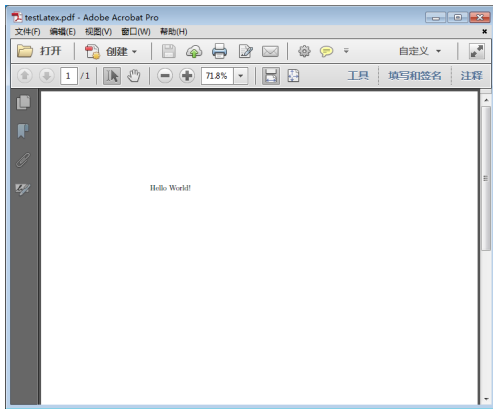 testLatex.pdf - Adobe Acrobat Pro
文件(F) 编辑(E) 视图(V) 窗口(W) 帮助(H)
打开 创建 自定义
1 /1 71.8% 工具 填写和签名 注释
Hello World!